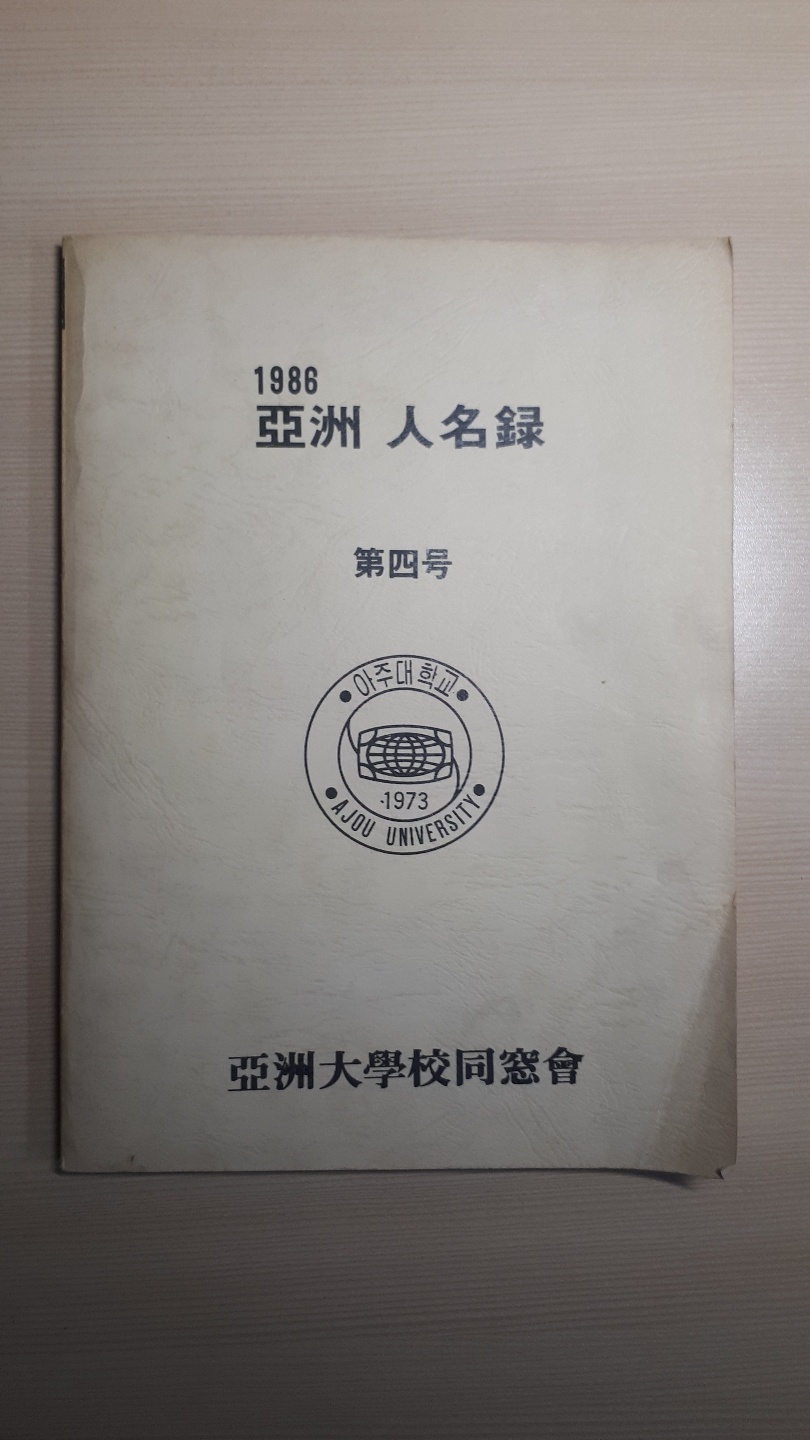 1986
亞洲 人名録
第四号
아주대학교
1973
AJOU UNIVERSITY
亞洲大學校同窓會